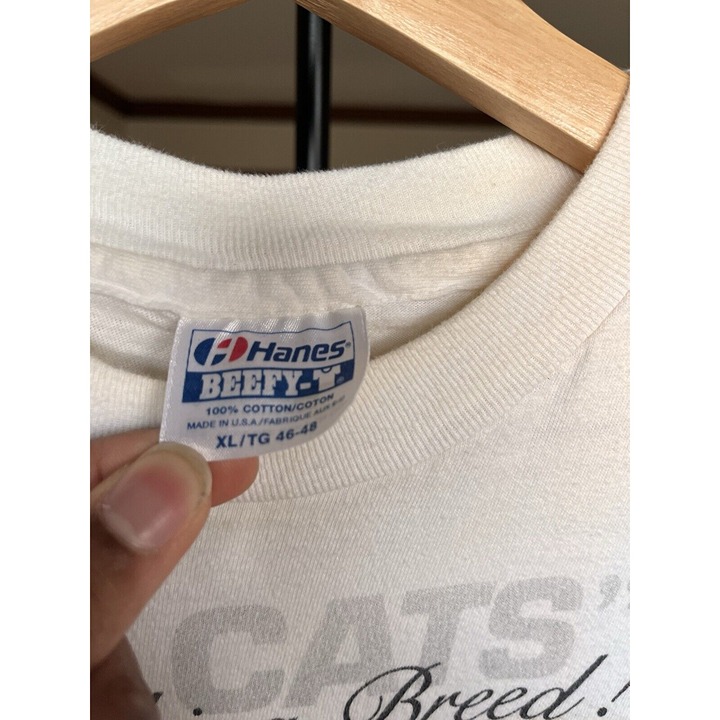 Hanes
BEEFY-T
100% COTTON/COTON
MADE IN U.S.A./FABRIQUE AUX
XL/TG 46-48
CATS"
Breed!